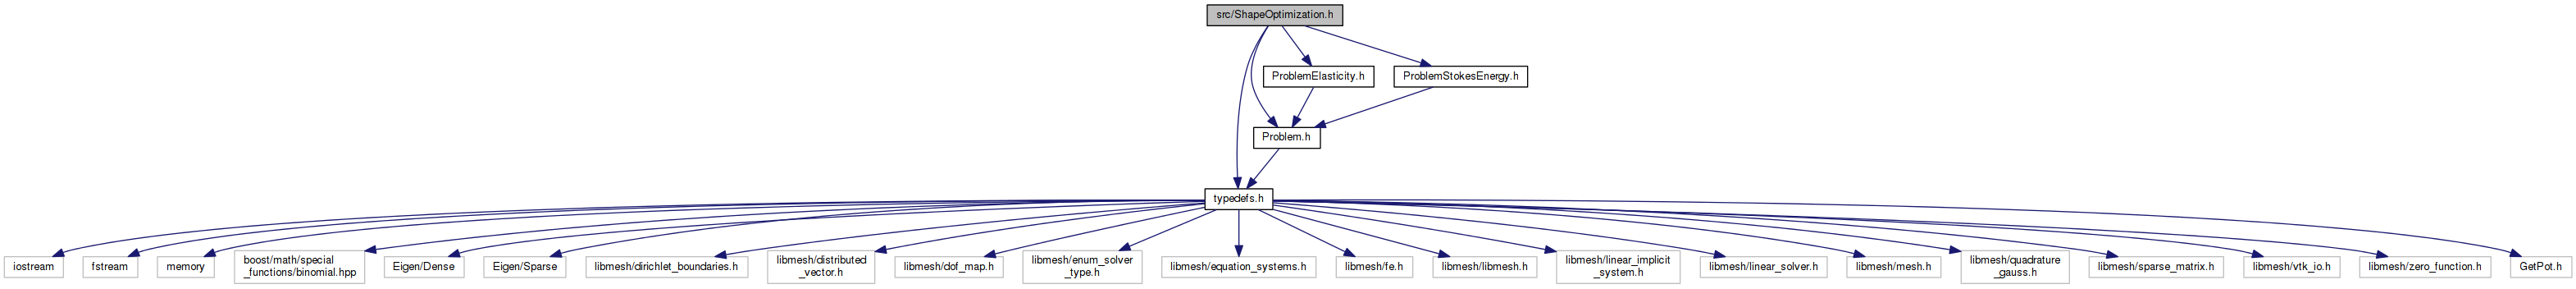 src/ShapeOptimization.h
ProblemElasticity.h
ProblemStokesEnergy.h
Problem.h
typedefs.h
iostream
fstream
memory
boost/math/special
_functions/binomial.hpp
Eigen/Dense
Eigen/Sparse
libmesh/dirichlet_boundaries.h
libmesh/distributed
_vector.h
libmesh/dof_map.h
libmesh/enum_solver
_type.h
libmesh/equation_systems.h
libmesh/fe.h
libmesh/libmesh.h
libmesh/linear_implicit
_system.h
libmesh/linear_solver.h
libmesh/mesh.h
libmesh/quadrature
_gauss.h
libmesh/sparse_matrix.h
libmesh/vtk_io.h
libmesh/zero_function.h
GetPot.h